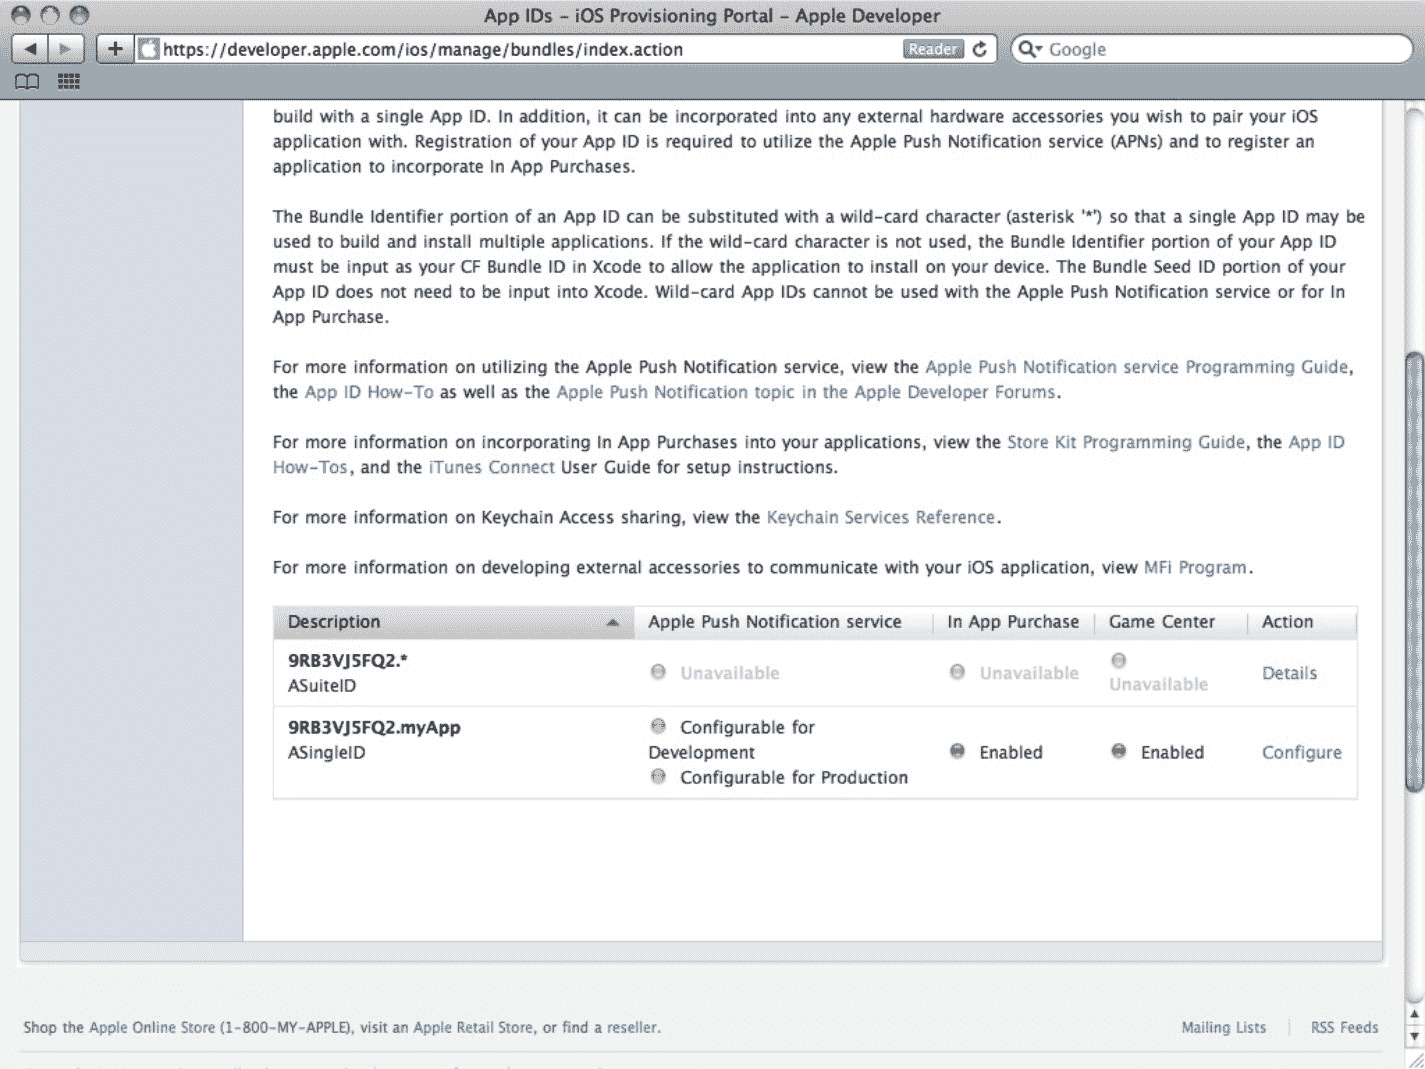 App IDs – iOS Provisioning Portal – Apple Developer
https://developer.apple.com/ios/manage/bundles/index.action
Reader
Google
build with a single App ID. In addition, it can be incorporated into any external hardware accessories you wish to pair your iOS
application with. Registration of your App ID is required to utilize the Apple Push Notification service (APNs) and to register an
application to incorporate In App Purchases.
The Bundle Identifier portion of an App ID can be substituted with a wild-card character (asterisk '*') so that a single App ID may be
used to build and install multiple applications. If the wild-card character is not used, the Bundle Identifier portion of your App ID
must be input as your CF Bundle ID in Xcode to allow the application to install on your device. The Bundle Seed ID portion of your
App ID does not need to be input into Xcode. Wild-card App IDs cannot be used with the Apple Push Notification service or for In
App Purchase.
For more information on utilizing the Apple Push Notification service, view the Apple Push Notification service Programming Guide,
the App ID How-To as well as the Apple Push Notification topic in the Apple Developer Forums.
For more information on incorporating In App Purchases into your applications, view the Store Kit Programming Guide, the App ID
How-Tos, and the iTunes Connect User Guide for setup instructions.
For more information on Keychain Access sharing, view the Keychain Services Reference.
For more information on developing external accessories to communicate with your iOS application, view MFi Program.
Description Apple Push Notification service In App Purchase Game Center Action
9RB3VJ5FQ2.*
ASuiteID
Unavailable
Unavailable
Unavailable
Details
9RB3VJ5FQ2.myApp
ASingleID
Configurable for
Development
Configurable for Production
Enabled
Enabled
Configure
Shop the Apple Online Store (1-800-MY-APPLE), visit an Apple Retail Store, or find a reseller.
Mailing Lists
RSS Feeds